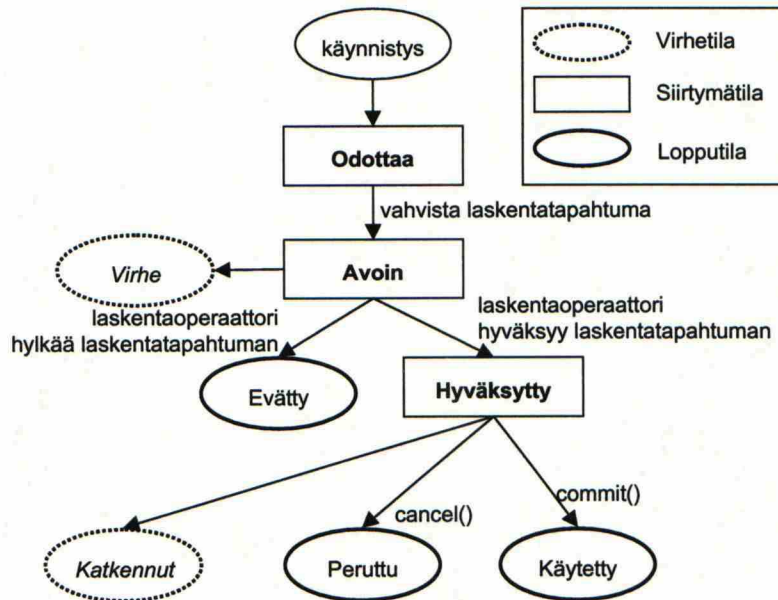 käynnistys
Virhetila
Siirtymätila
Lopputila
Odottaa
vahvista laskentatapahtuma
Virhe
Avoin
laskentaoperaattori
hylkää laskentatapahtuman
laskentaoperaattori
hyväksyy laskentatapahtuman
Evätty
Hyväksytty
cancel()
commit()
Katkennut
Peruttu
Käytetty